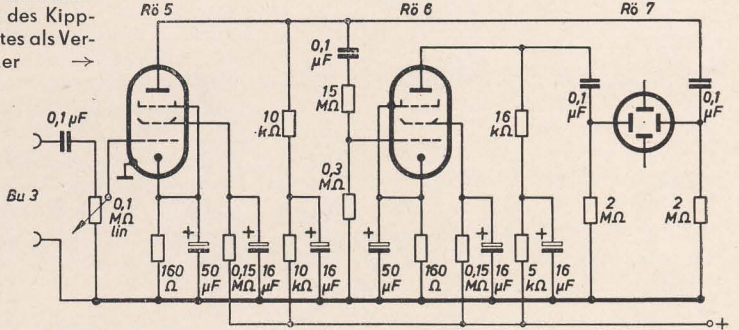 des Kipp-
tes als Ver-
er →
Rö 5
Rö 6
Rö 7
0,1 µF
Bu 3
0,1
MΩ
lin
160
Ω
50
µF
0,15
MΩ
16
µF
10
kΩ
10
kΩ
16
µF
0,1
µF
15
MΩ
0,3
MΩ
50
µF
160
Ω
0,15
MΩ
16
µF
16
kΩ
5
kΩ
16
µF
0,1
µF
2
MΩ
0,1
µF
2
MΩ
+
+
+
+
+
+
+